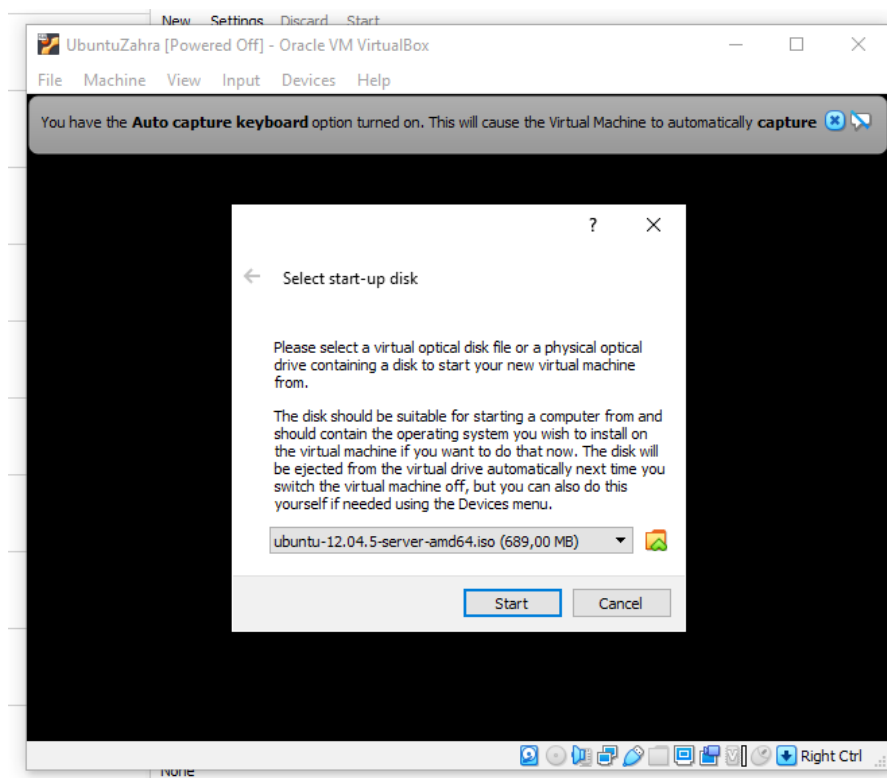 New Settings Discard Start
UbuntuZahra [Powered Off] - Oracle VM VirtualBox
File Machine View Input Devices Help
You have the Auto capture keyboard option turned on. This will cause the Virtual Machine to automatically capture
?
Select start-up disk
Please select a virtual optical disk file or a physical optical
drive containing a disk to start your new virtual machine
from.
The disk should be suitable for starting a computer from and
should contain the operating system you wish to install on
the virtual machine if you want to do that now. The disk will
be ejected from the virtual drive automatically next time you
switch the virtual machine off, but you can also do this
yourself if needed using the Devices menu.
ubuntu-12.04.5-server-amd64.iso (689,00 MB)
Start Cancel
Right Ctrl
None